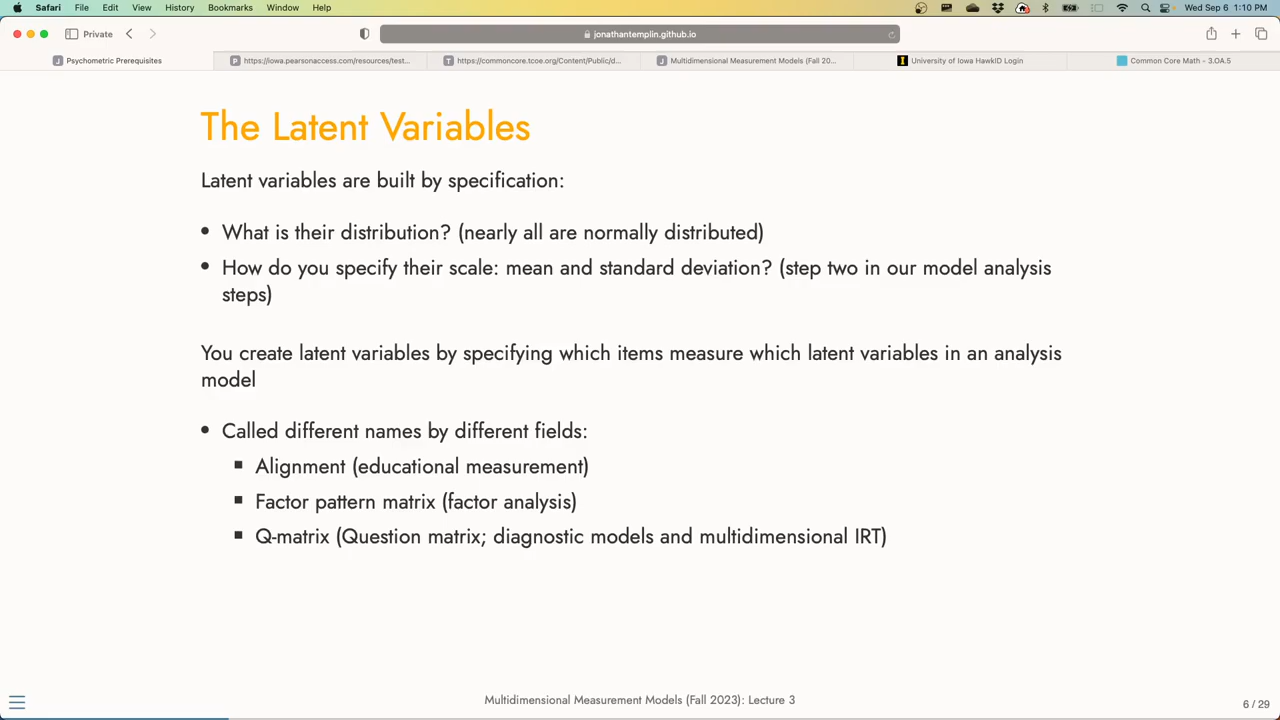 Safari File Edit View History Bookmarks Window Help Wed Sep 6 1:10 PM
Private jonathantemplin.github.io
Psychometric Prerequisites https://iowa.pearsonaccess.com/resources/test... https://commoncore.tcoe.org/Content/Public/d... Multidimensional Measurement Models (Fall 20... University of Iowa HawkID Login Common Core Math - 3.OA.5
The Latent Variables
Latent variables are built by specification:
• What is their distribution? (nearly all are normally distributed)
• How do you specify their scale: mean and standard deviation? (step two in our model analysis
steps)
You create latent variables by specifying which items measure which latent variables in an analysis
model
• Called different names by different fields:
▪ Alignment (educational measurement)
▪ Factor pattern matrix (factor analysis)
▪ Q-matrix (Question matrix; diagnostic models and multidimensional IRT)
Multidimensional Measurement Models (Fall 2023): Lecture 3
6 / 29